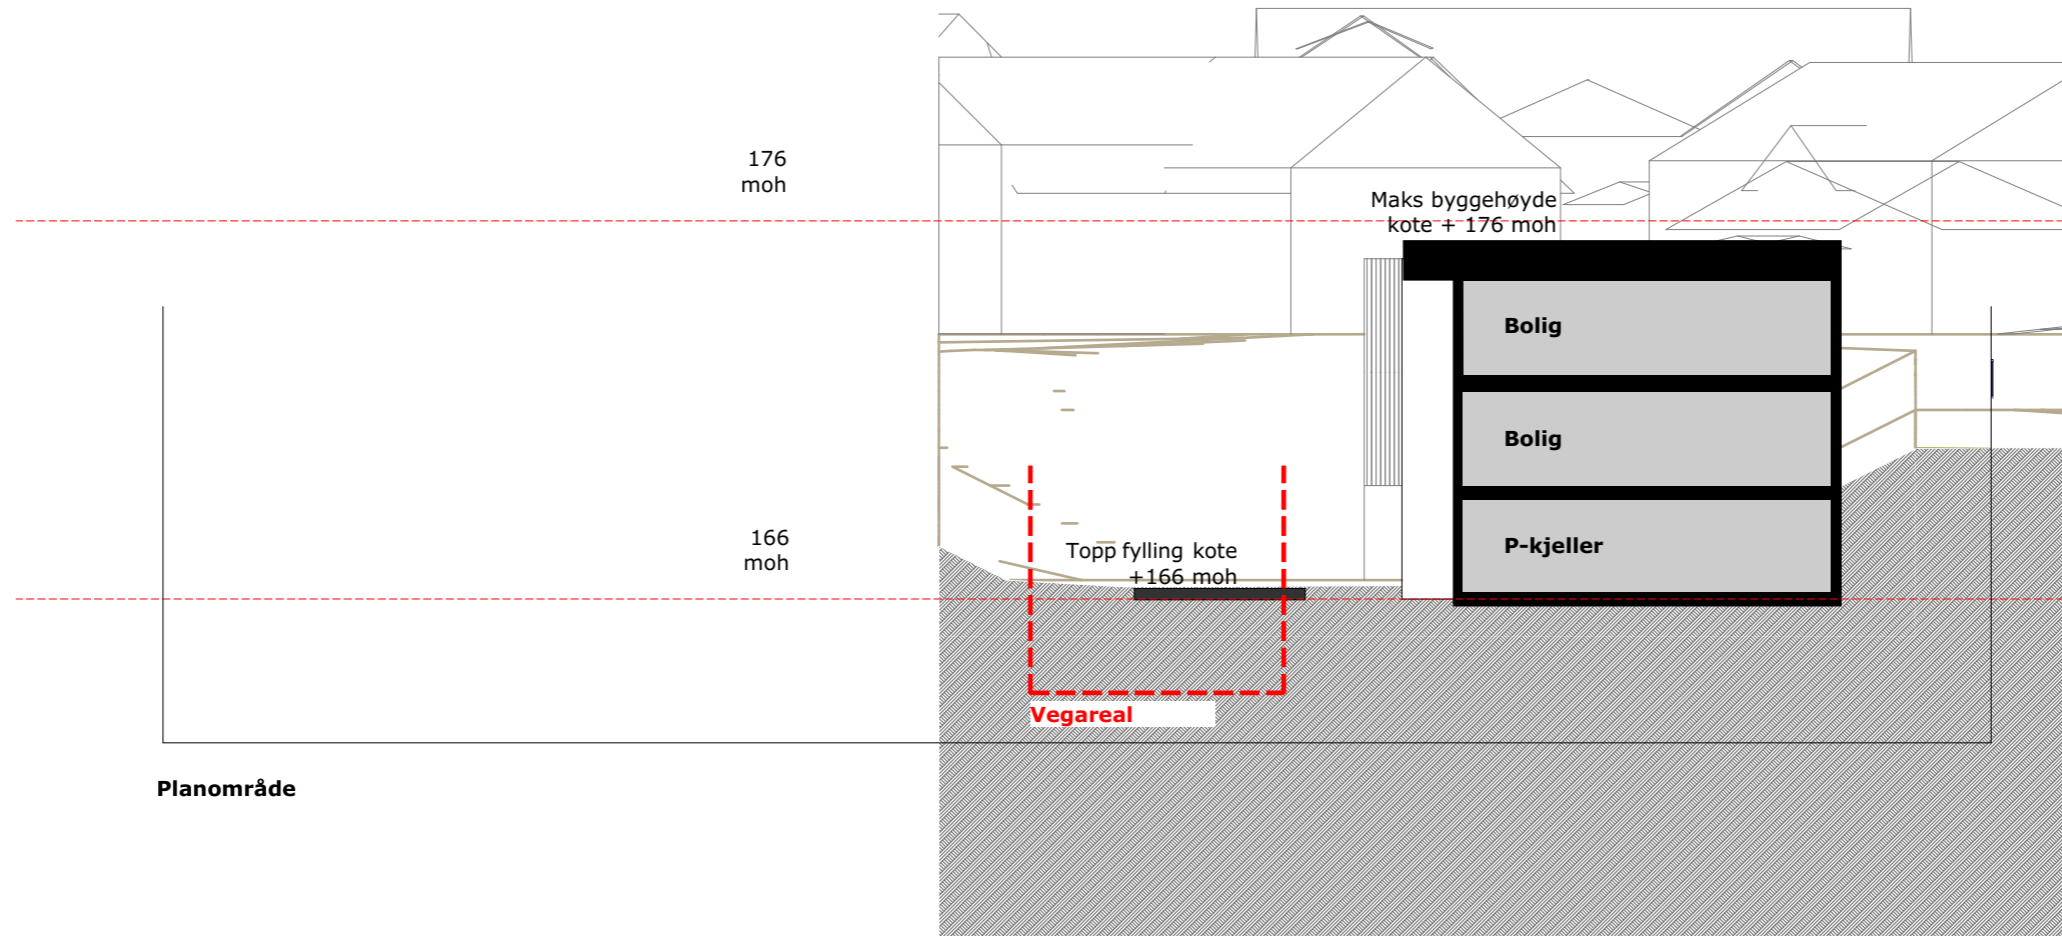 176
moh
Maks byggehøyde
kote + 176 moh
Bolig
Bolig
166
moh
Topp fylling kote
+166 moh
P-kjeller
Vegareal
Planområde